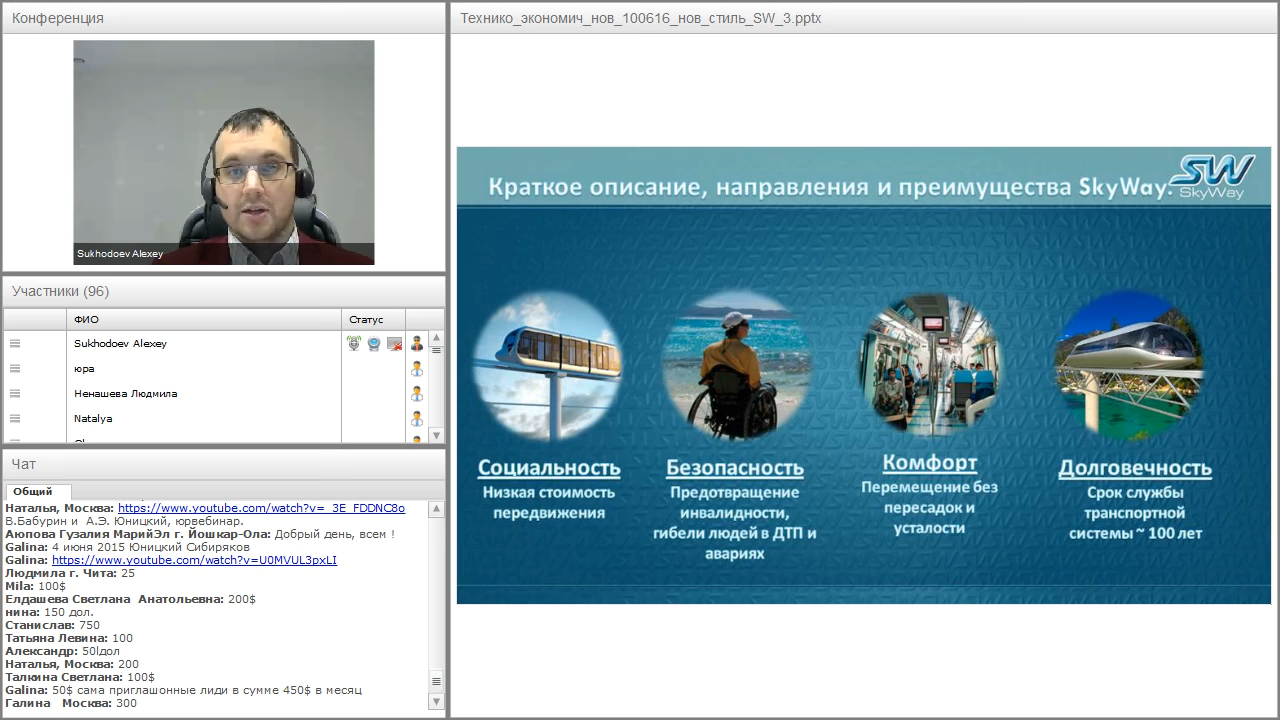 Конференция
Sukhodoev Alexey
Участники (96)
ФИО
Статус
Sukhodoev Alexey
юра
Ненашева Людмила
Natalya
Чат
Общий
Наталья, Москва: https://www.youtube.com/watch?v=_3E_FDDNC8o
В.Бабурин и А.Э. Юницкий, юрвебинар.
Аюпова Гузалия МарийЭл г. Йошкар-Ола: Добрый день, всем !
Galina: 4 июня 2015 Юницкий Сибиряков
Galina: https://www.youtube.com/watch?v=U0MVUL3pxLI
Людмила г. Чита: 25
Mila: 100$
Елдашева Светлана Анатольевна: 200$
нина: 150 дол.
Станислав: 750
Татьяна Левина: 100
Александр: 50lдол
Наталья, Москва: 200
Талкина Светлана: 100$
Galina: 50$ сама приглашонные лиди в сумме 450$ в месяц
Галина Москва: 300
Технико_экономич_нов_100616_нов_стиль_SW_3.pptx
Краткое описание, направления и преимущества SkyWay.
SW
SkyWay
Социальность
Низкая стоимость
передвижения
Безопасность
Предотвращение
инвалидности,
гибели людей в ДТП и
авариях
Комфорт
Перемещение без
пересадок и
усталости
Долговечность
Срок службы
транспортной
системы ~ 100 лет